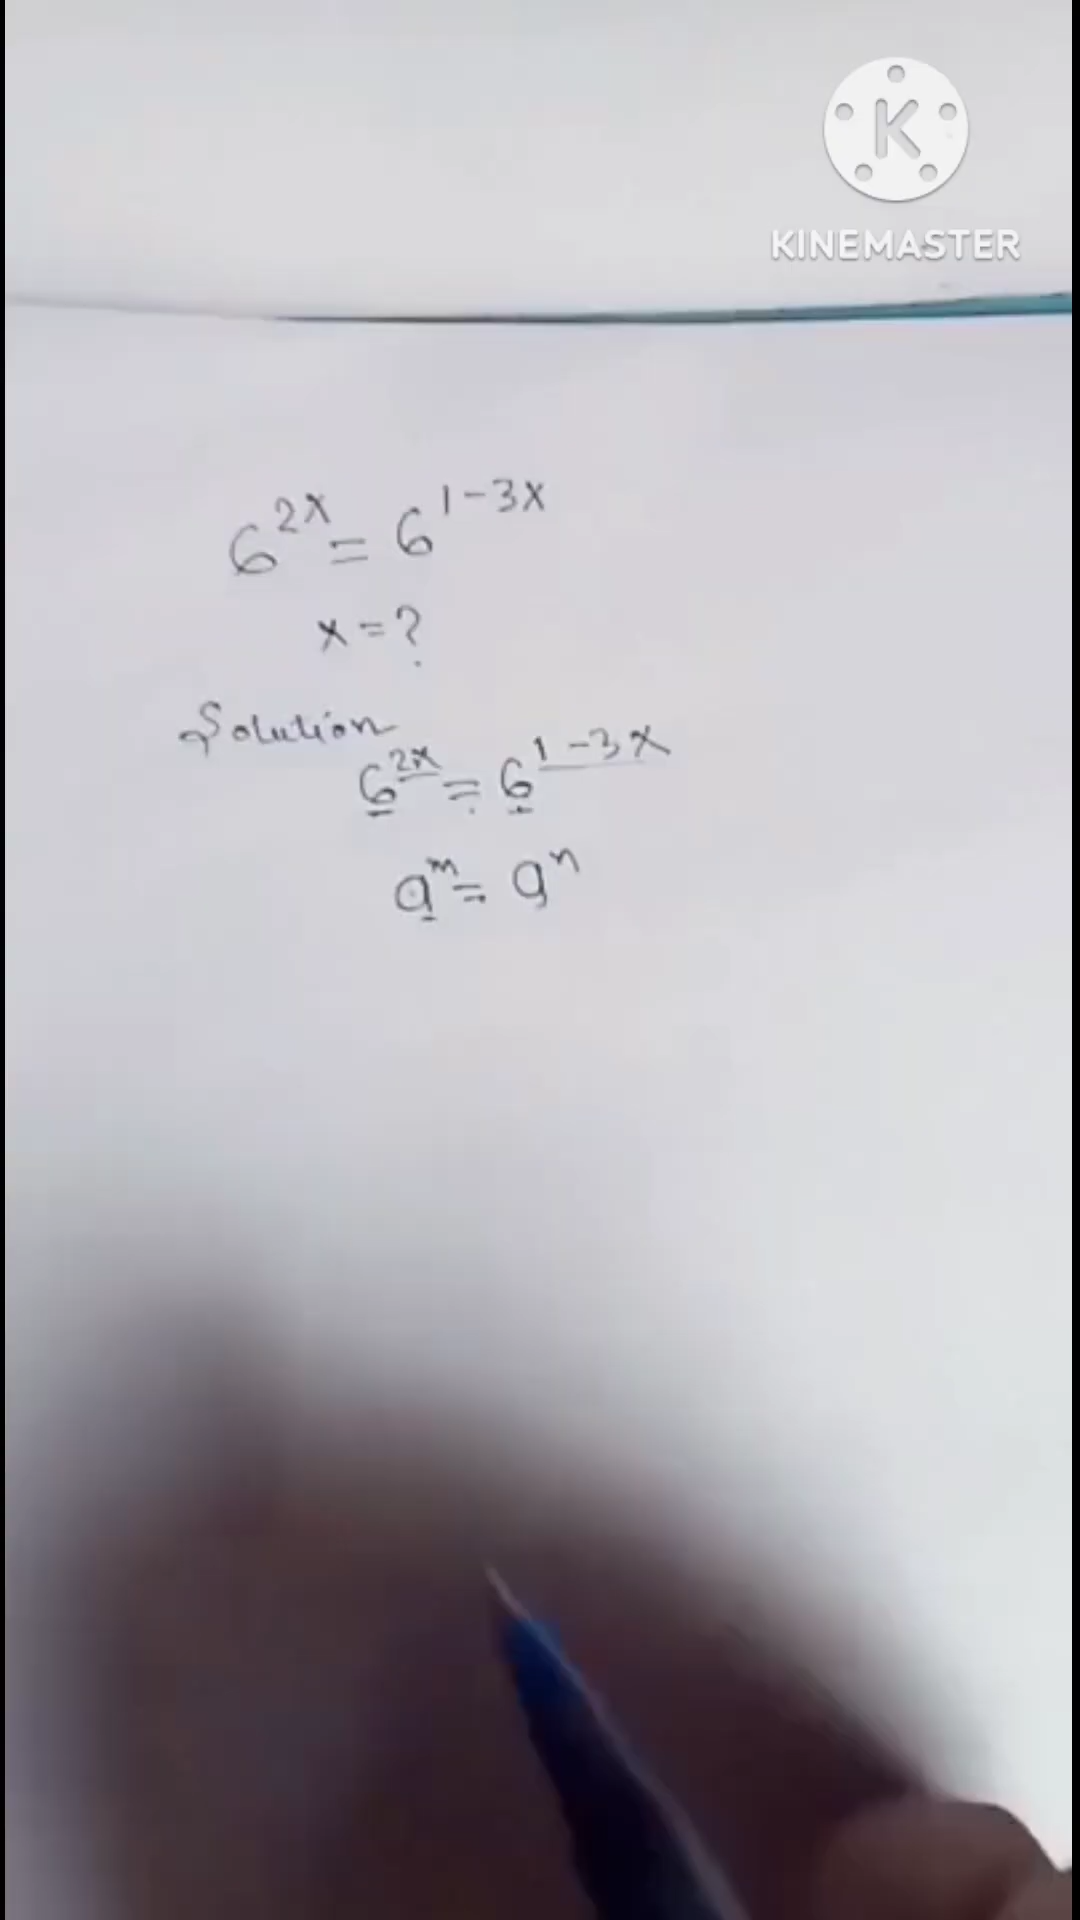 KINEMASTER
6^{2x} = 6^{1-3x}
x = ?
Solution
6^{2x} = 6^{1-3x}
a^m = a^n